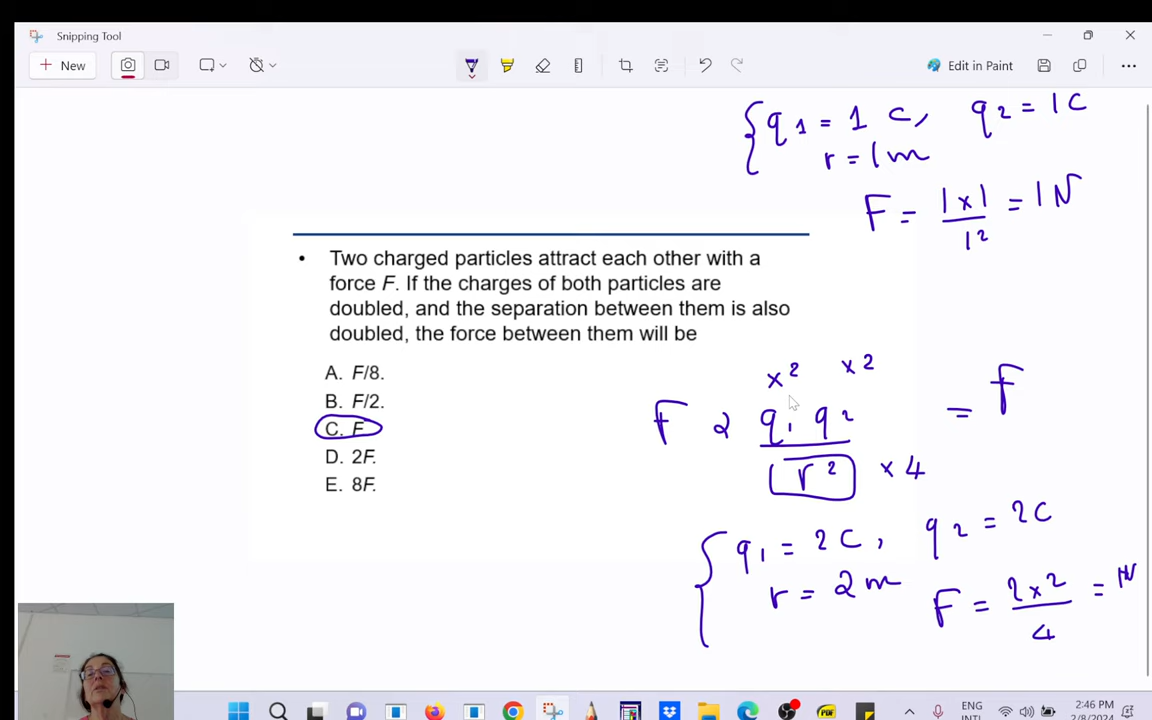 Snipping Tool
New
Edit in Paint
q1 = 1 C, q2 = 1C
r = 1m
F = 1x1 / 1² = 1N
• Two charged particles attract each other with a
force F. If the charges of both particles are
doubled, and the separation between them is also
doubled, the force between them will be
A. F/8.
B. F/2.
C. F.
D. 2F.
E. 8F.
x2 x2
F α q1 q2 / r² = F
x4
q1 = 2C, q2 = 2C
r = 2m
F = 2x2 / 4 = 1N
ENG
INTL
2:46 PM